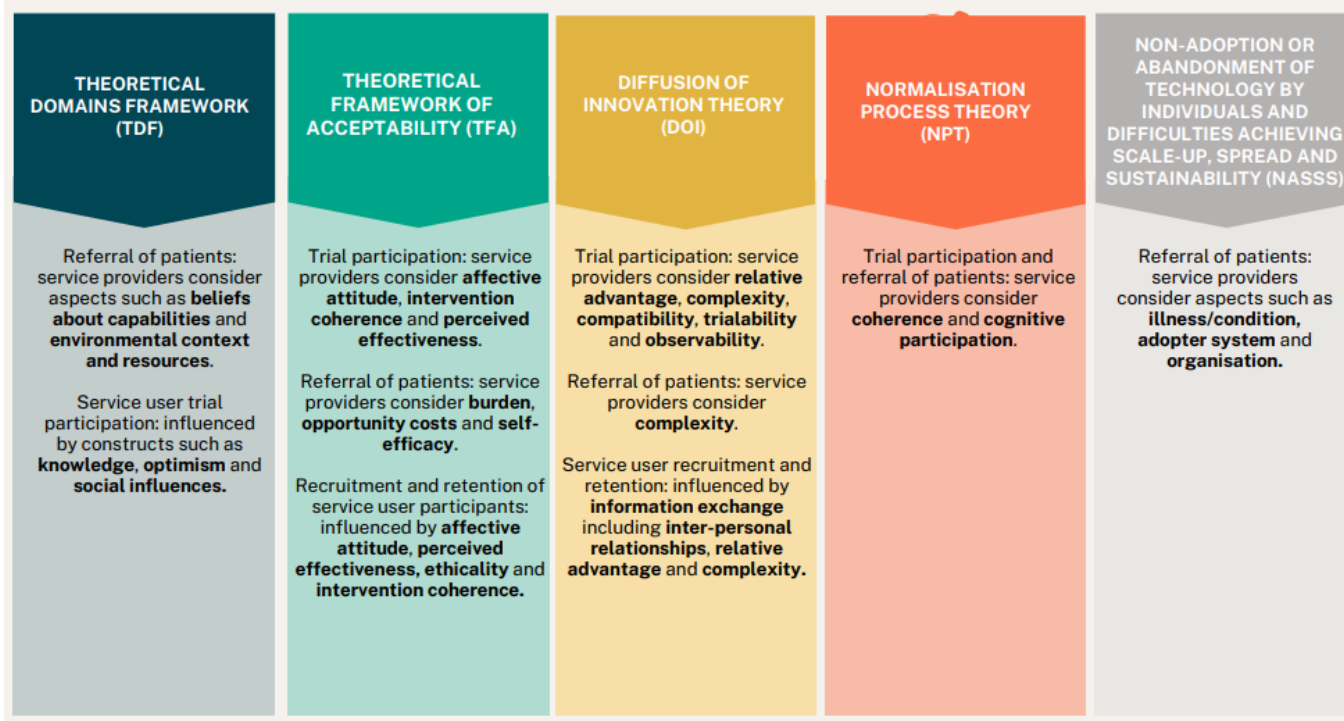 THEORETICAL
DOMAINS FRAMEWORK
(TDF)
Referral of patients:
service providers consider
aspects such as beliefs
about capabilities and
environmental context
and resources.
Service user trial
participation: influenced
by constructs such as
knowledge, optimism and
social influences.
THEORETICAL
FRAMEWORK OF
ACCEPTABILITY (TFA)
Trial participation: service
providers consider affective
attitude, intervention
coherence and perceived
effectiveness.
Referral of patients: service
providers consider burden,
opportunity costs and self-
efficacy.
Recruitment and retention of
service user participants:
influenced by affective
attitude, perceived
effectiveness, ethicality and
intervention coherence.
DIFFUSION OF
INNOVATION THEORY
(DOI)
Trial participation: service
providers consider relative
advantage, complexity,
compatibility, trialability
and observability.
Referral of patients: service
providers consider
complexity.
Service user recruitment and
retention: influenced by
information exchange
including inter-personal
relationships, relative
advantage and complexity.
NORMALISATION
PROCESS THEORY
(NPT)
Trial participation and
referral of patients: service
providers consider
coherence and cognitive
participation.
NON-ADOPTION OR
ABANDONMENT OF
TECHNOLOGY BY
INDIVIDUALS AND
DIFFICULTIES ACHIEVING
SCALE-UP, SPREAD AND
SUSTAINABILITY (NASSS)
Referral of patients:
service providers
consider aspects such as
illness/condition,
adopter system and
organisation.